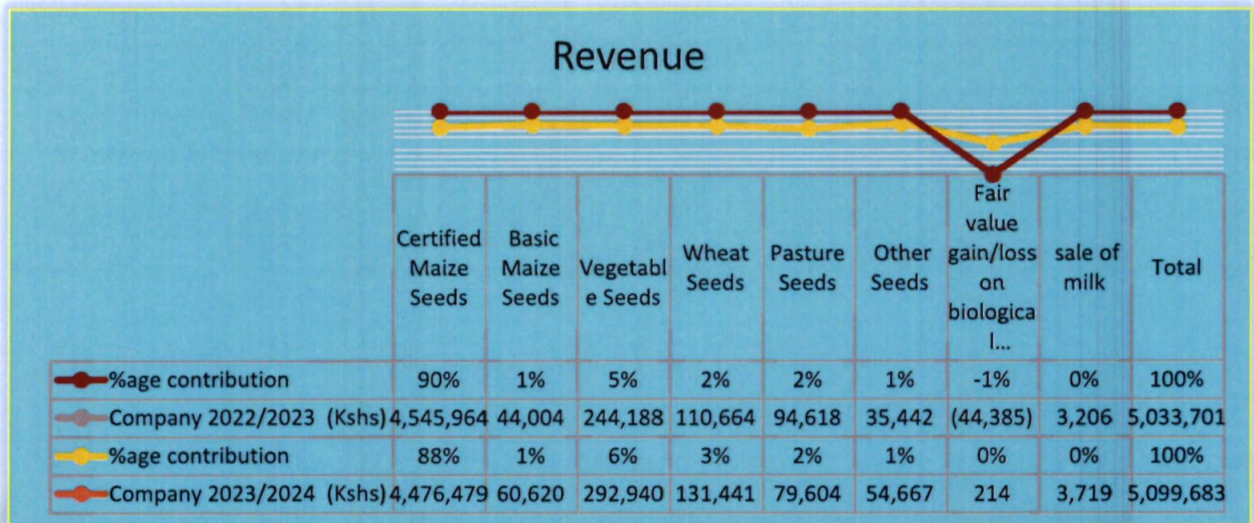 Revenue
Certified Maize Seeds
Basic Maize Seeds
Vegetabl e Seeds
Wheat Seeds
Pasture Seeds
Other Seeds
Fair value gain/loss on biologica l...
sale of milk
Total
%age contribution 90% 1% 5% 2% 2% 1% -1% 0% 100%
Company 2022/2023 (Kshs) 4,545,964 44,004 244,188 110,664 94,618 35,442 (44,385) 3,206 5,033,701
%age contribution 88% 1% 6% 3% 2% 1% 0% 0% 100%
Company 2023/2024 (Kshs) 4,476,479 60,620 292,940 131,441 79,604 54,667 214 3,719 5,099,683